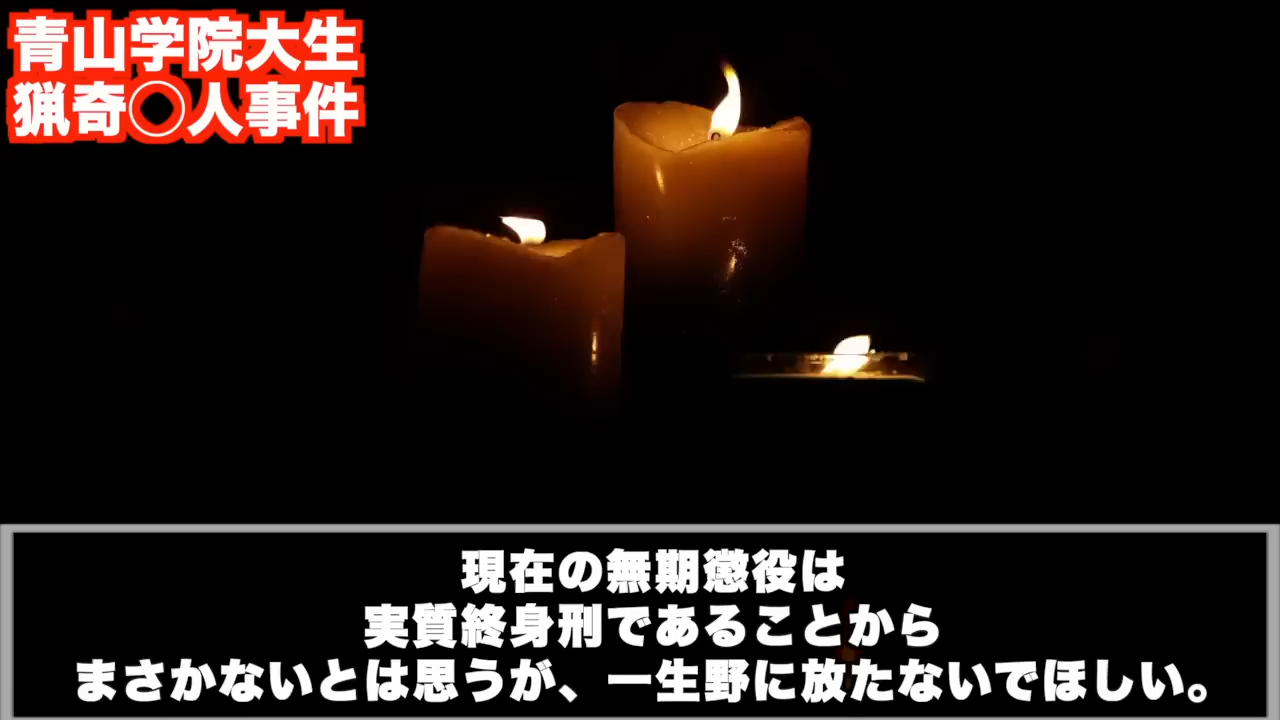 青山学院大生
猟奇◯人事件
現在の無期懲役は
実質終身刑であることから
まさかないとは思うが、一生野に放たないでほしい。